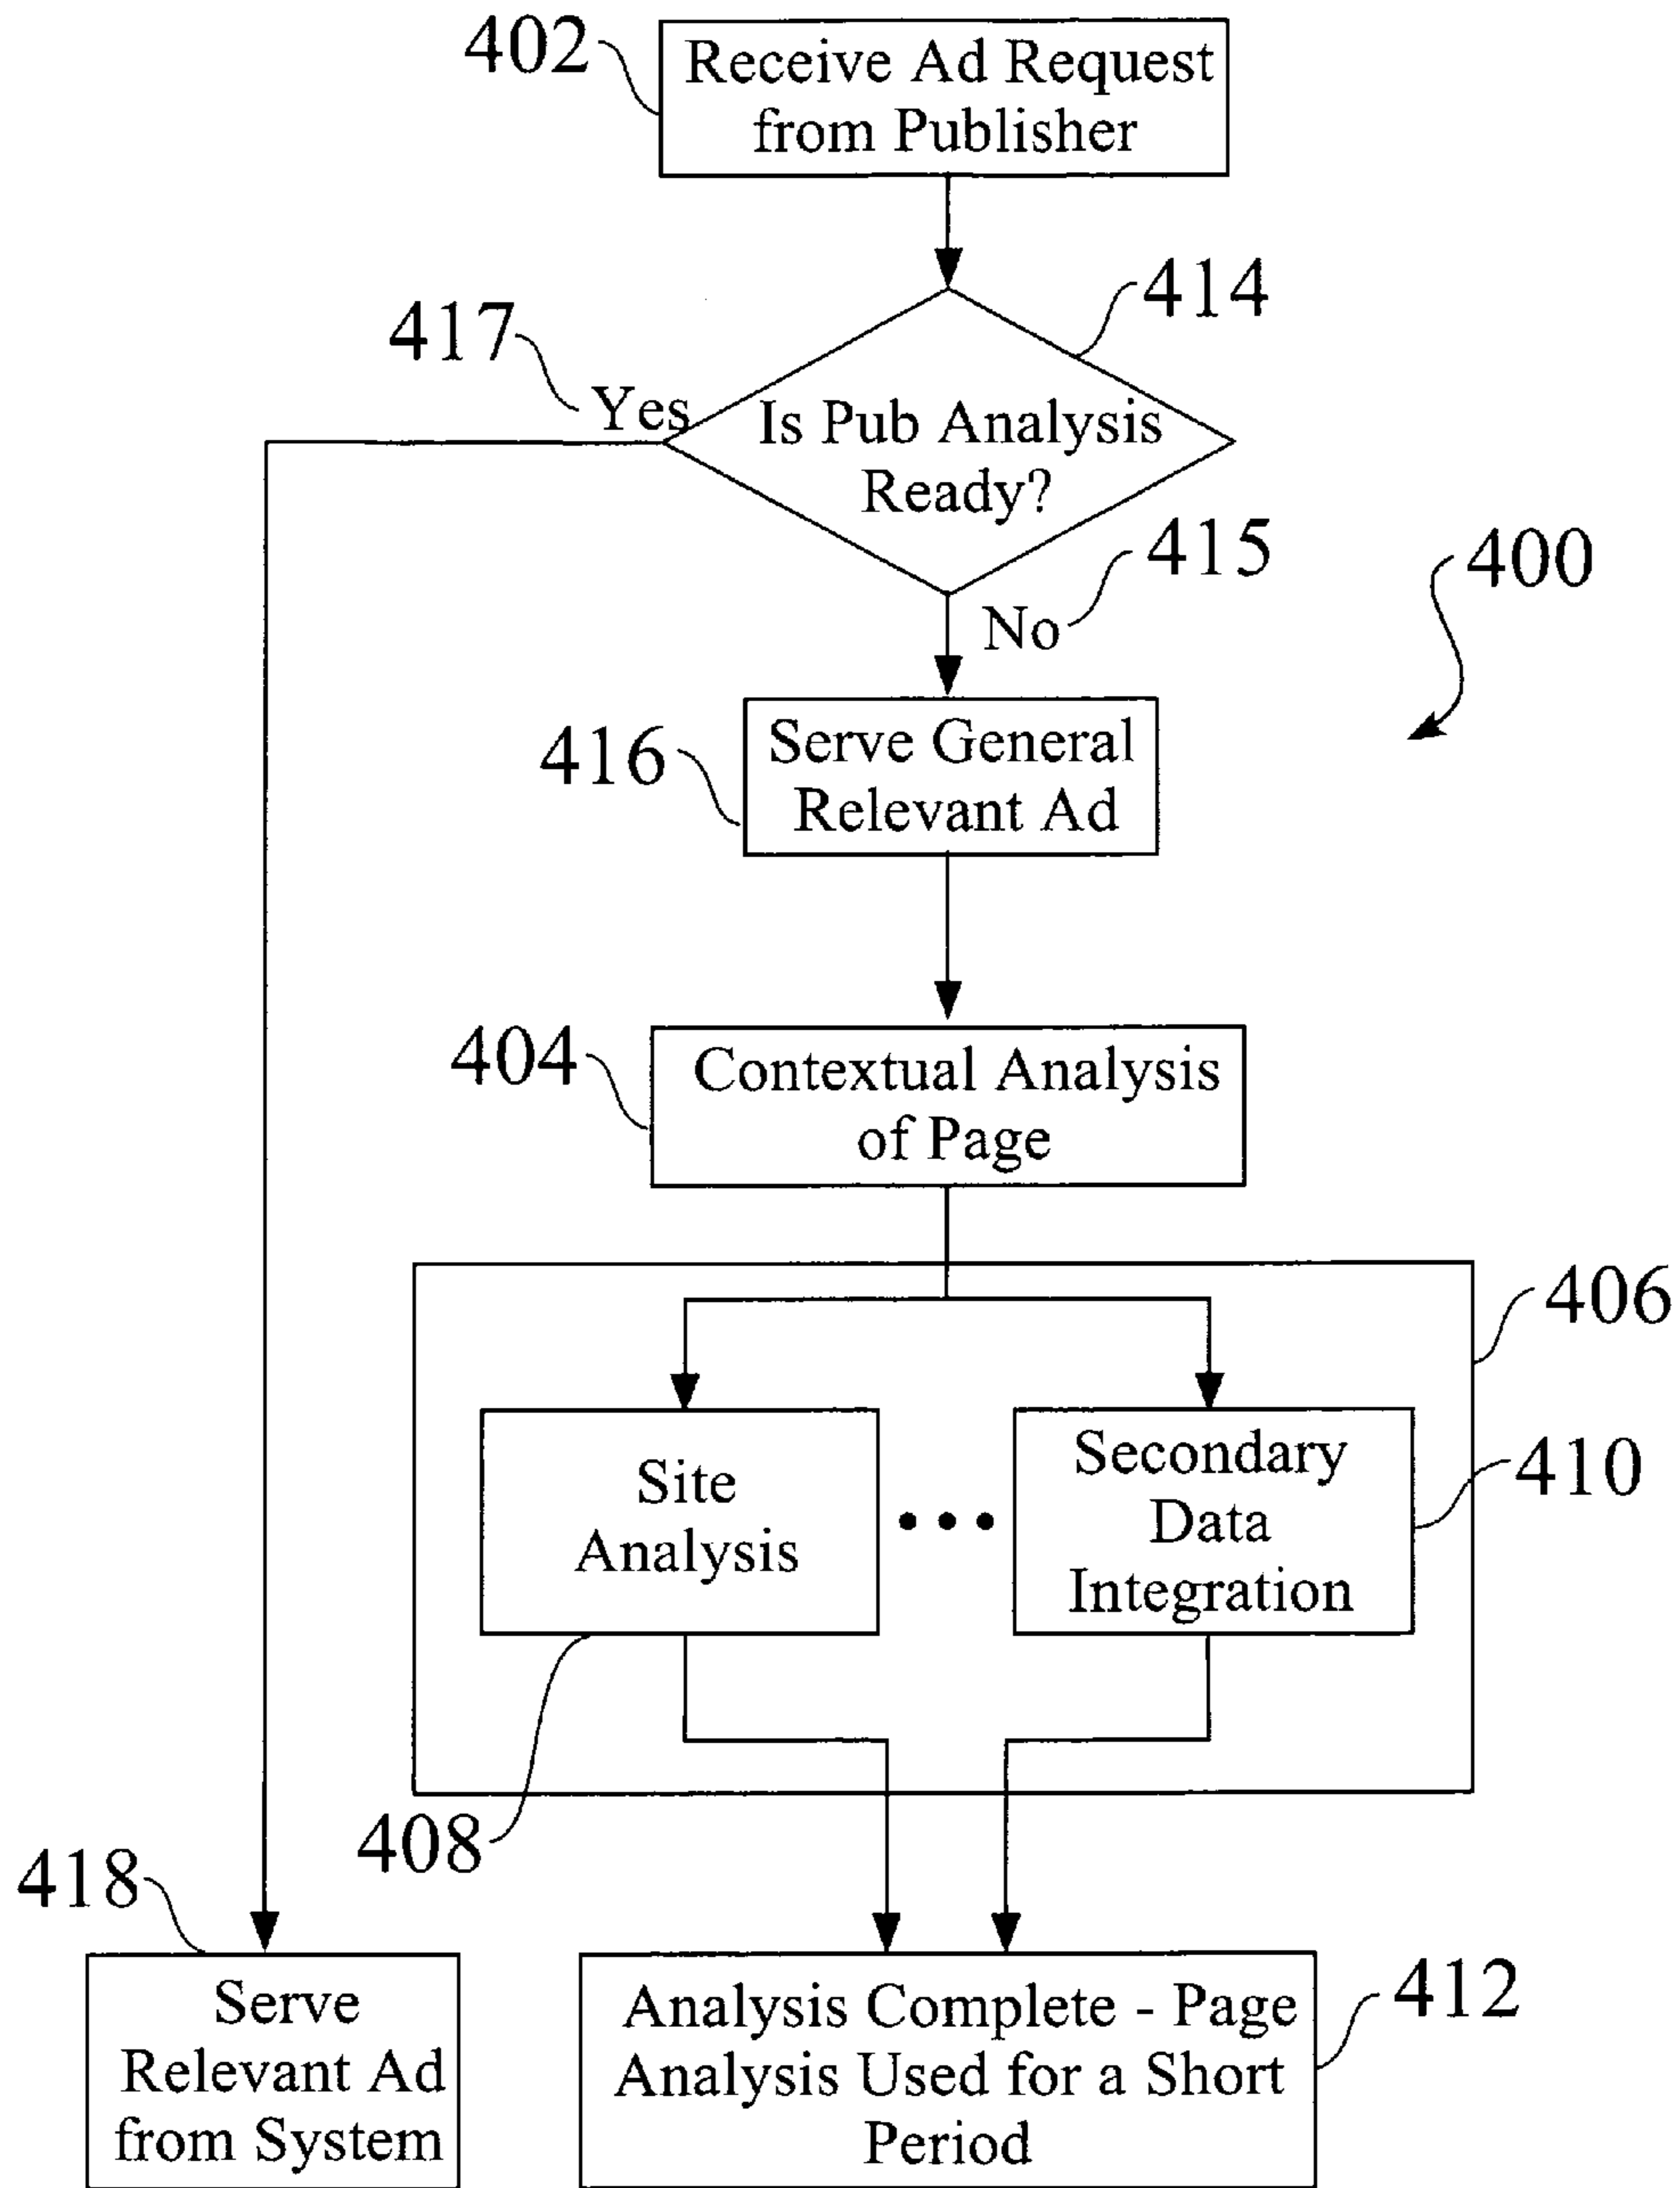 402
Receive Ad Request
from Publisher
414
417
Yes
Is Pub Analysis
Ready?
415
No
400
416
Serve General
Relevant Ad
404
Contextual Analysis
of Page
406
Site
Analysis
Secondary
Data
Integration
410
408
418
Serve
Relevant Ad
from System
Analysis Complete - Page
Analysis Used for a Short
Period
412